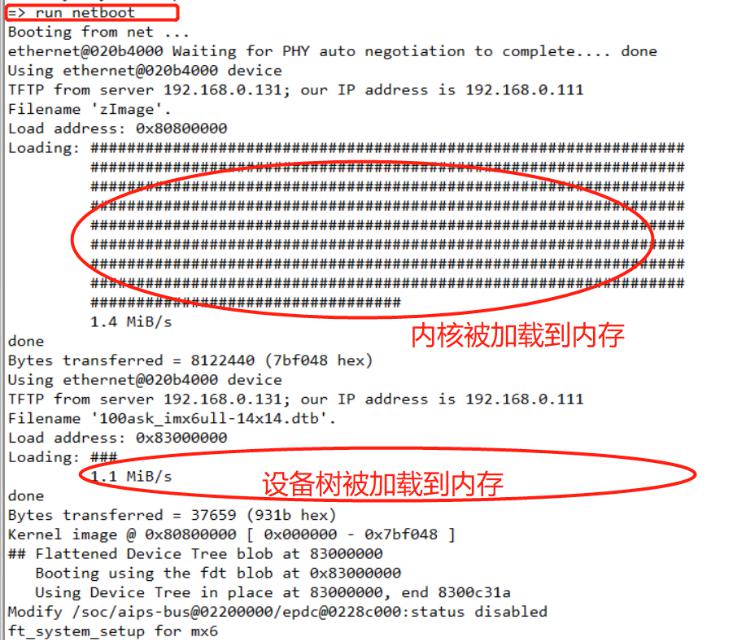 => run netboot
Booting from net ...
ethernet@020b4000 Waiting for PHY auto negotiation to complete.... done
Using ethernet@020b4000 device
TFTP from server 192.168.0.131; our IP address is 192.168.0.111
Filename 'zImage'.
Load address: 0x80800000
Loading: #################################################################
#################################################################
#################################################################
#################################################################
#################################################################
#################################################################
#################################################################
#################################################################
##################################
1.4 MiB/s
内核被加载到内存
done
Bytes transferred = 8122440 (7bf048 hex)
Using ethernet@020b4000 device
TFTP from server 192.168.0.131; our IP address is 192.168.0.111
Filename '100ask_imx6ull-14x14.dtb'.
Load address: 0x83000000
Loading: ###
1.1 MiB/s
设备树被加载到内存
done
Bytes transferred = 37659 (931b hex)
Kernel image @ 0x80800000 [ 0x000000 - 0x7bf048 ]
## Flattened Device Tree blob at 83000000
Booting using the fdt blob at 0x83000000
Using Device Tree in place at 83000000, end 8300c31a
Modify /soc/aips-bus@02200000/epdc@0228c000:status disabled
ft_system_setup for mx6